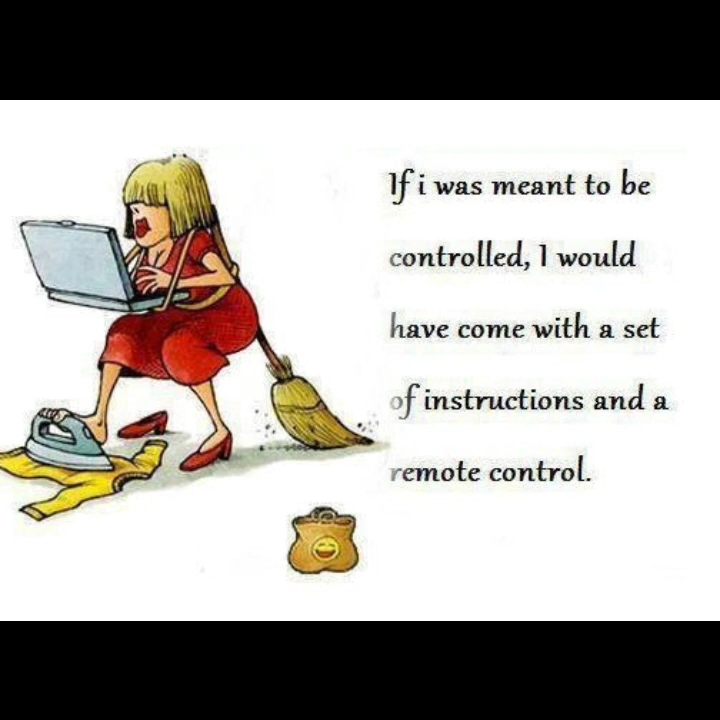 If i was meant to be
controlled, I would
have come with a set
of instructions and a
remote control.